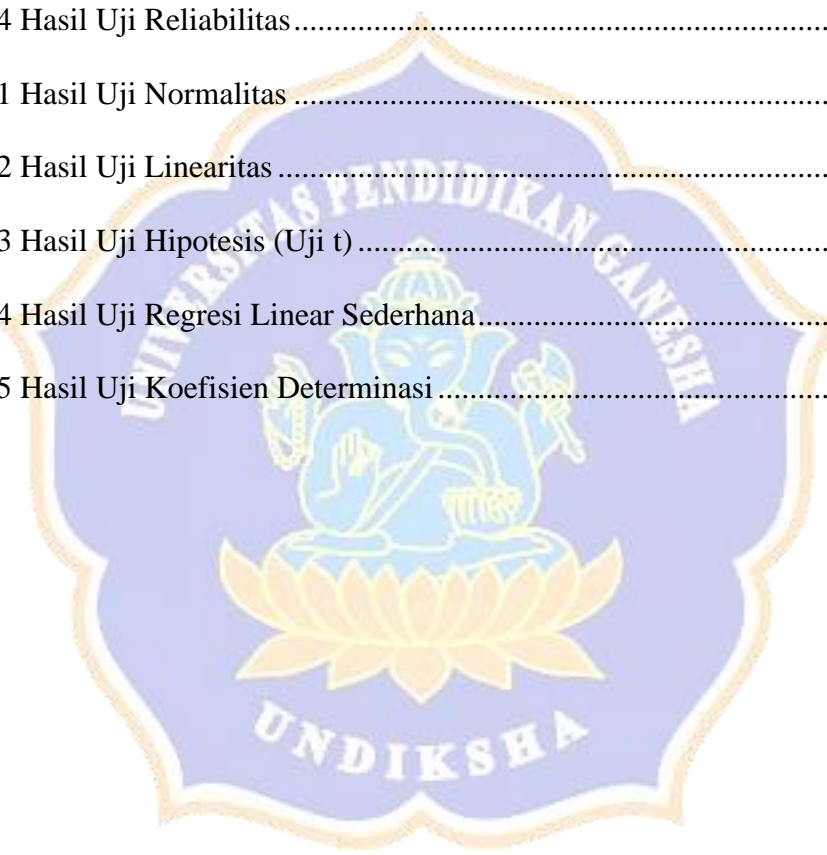 4 Hasil Uji Reliabilitas
1 Hasil Uji Normalitas
2 Hasil Uji Linearitas
3 Hasil Uji Hipotesis (Uji t)
4 Hasil Uji Regresi Linear Sederhana
5 Hasil Uji Koefisien Determinasi
UNIVERSITAS PENDIDIKAN GANESHA
UNDIKSHA